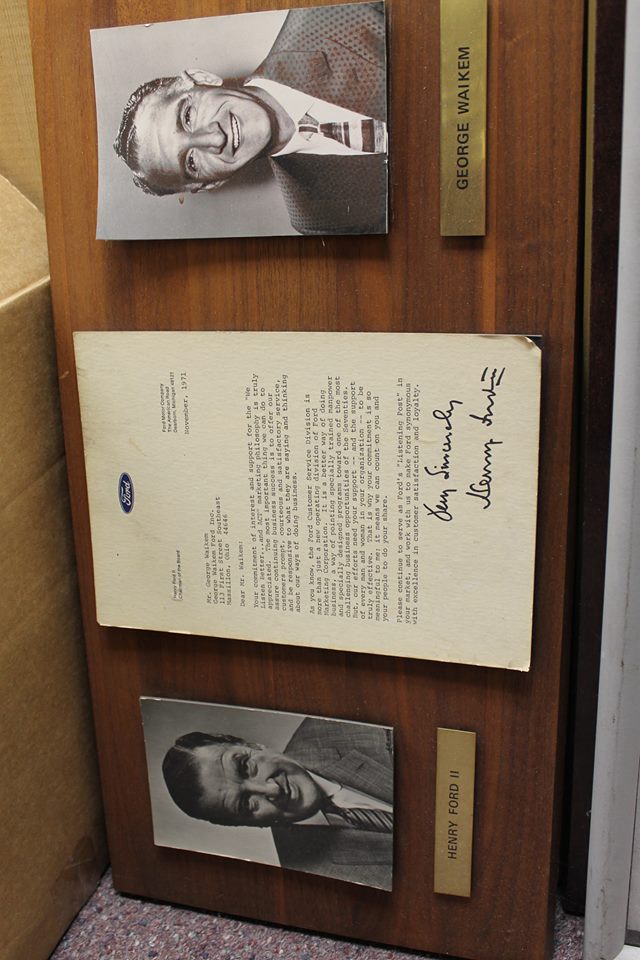 Ford
Ford Motor Company
The American Road
Dearborn, Michigan 48121
Henry Ford II
Chairman of the Board
November, 1971
Mr. George Waikem
George Waikem Ford Inc.
113 First Street Southeast
Massillon, Ohio 44646
Dear Mr. Waikem:
Your commitment of interest and support for the "We
Listen Better...and ACT" marketing philosophy is truly
appreciated. The most important thing we can do to
assure continuing business success is to offer our
customers prompt, courteous and satisfactory service,
and be responsive to what they are saying and thinking
about our ways of doing business.
As you know, the Ford Customer Service Division is
more than just a new operating division of Ford
Marketing Corporation. It is a better way of doing
business, a way of pointing specially trained manpower
and specially designed programs toward one of the most
challenging business opportunities of the Seventies.
But, our efforts need your support -- and the support
of every man and woman in your organization -- to be
truly effective. That is why your commitment is so
meaningful to me; it means we can count on you and
your people to do your share.
Please continue to serve as Ford's "Listening Post" in
your market, and work with us to make Ford synonymous
with excellence in customer satisfaction and loyalty.
Very Sincerely
Henry Ford II
HENRY FORD II
GEORGE WAIKEM